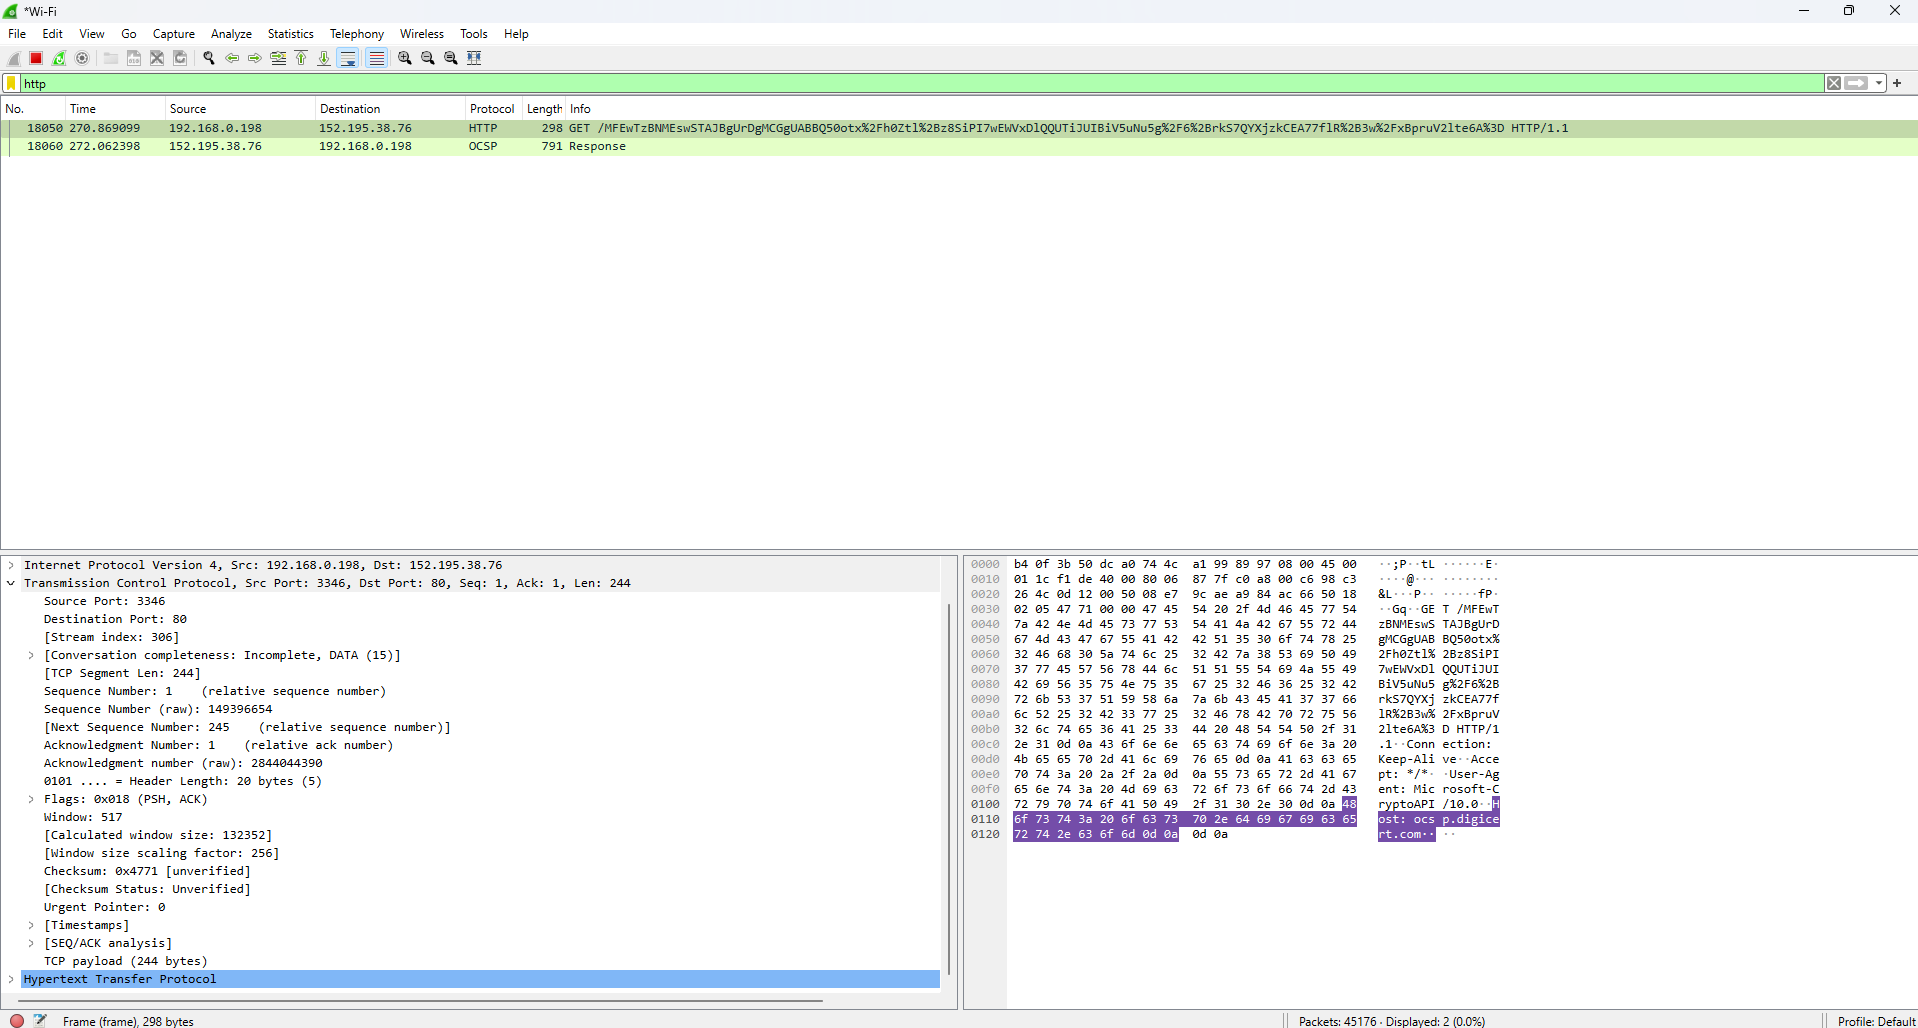 *Wi-Fi
File Edit View Go Capture Analyze Statistics Telephony Wireless Tools Help
http
No. Time Source Destination Protocol Length Info
18050 270.869099 192.168.0.198 152.195.38.76 HTTP 298 GET /MFEwTzBNMEswSTAJBgUrDgMCGgUABBQ50otx%2Fh0Ztl%2Bz8SiPI7wEWVxDlQQUTiJUIBiV5uNu5g%2F6%2BrkS7QYXjzkCEA77flR%2B3w%2FxBpruV2lte6A%3D HTTP/1.1
18060 272.062398 152.195.38.76 192.168.0.198 OCSP 791 Response
Internet Protocol Version 4, Src: 192.168.0.198, Dst: 152.195.38.76
Transmission Control Protocol, Src Port: 3346, Dst Port: 80, Seq: 1, Ack: 1, Len: 244
Source Port: 3346
Destination Port: 80
[Stream index: 306]
[Conversation completeness: Incomplete, DATA (15)]
[TCP Segment Len: 244]
Sequence Number: 1 (relative sequence number)
Sequence Number (raw): 149396654
[Next Sequence Number: 245 (relative sequence number)]
Acknowledgment Number: 1 (relative ack number)
Acknowledgment number (raw): 2844044390
0101 .... = Header Length: 20 bytes (5)
Flags: 0x018 (PSH, ACK)
Window: 517
[Calculated window size: 132352]
[Window size scaling factor: 256]
Checksum: 0x4771 [unverified]
[Checksum Status: Unverified]
Urgent Pointer: 0
[Timestamps]
[SEQ/ACK analysis]
TCP payload (244 bytes)
Hypertext Transfer Protocol
0000 b4 0f 3b 50 dc a0 74 4c a1 99 89 97 08 00 45 00 ··;P··tL ······E·
0010 01 1c f1 de 40 00 80 06 87 7f c0 a8 00 c6 98 c3 ····@··· ········
0020 26 4c 0d 12 00 50 08 e7 9c ae a9 84 ac 66 50 18 &L···P·· ·····fP·
0030 02 05 47 71 00 00 47 45 54 20 2f 4d 46 45 77 54 ··Gq··GE T /MFEwT
0040 7a 42 4e 4d 45 73 77 53 54 41 4a 42 67 55 72 44 zBNMEswS TAJBgUrD
0050 67 4d 43 47 67 55 41 42 42 51 35 30 6f 74 78 25 gMCGgUAB BQ50otx%
0060 32 46 68 30 5a 74 6c 25 32 42 7a 38 53 69 50 49 2Fh0Ztl% 2Bz8SiPI
0070 37 77 45 57 56 78 44 6c 51 51 55 54 69 4a 55 49 7wEWVxDl QQUTiJUI
0080 42 69 56 35 75 4e 75 35 67 25 32 46 36 25 32 42 BiV5uNu5 g%2F6%2B
0090 72 6b 53 37 51 59 58 6a 7a 6b 43 45 41 37 37 66 rkS7QYXj zkCEA77f
00a0 6c 52 25 32 42 33 77 25 32 46 78 42 70 72 75 56 lR%2B3w% 2FxBpruV
00b0 32 6c 74 65 36 41 25 33 44 20 48 54 54 50 2f 31 2lte6A%3 D HTTP/1
00c0 2e 31 0d 0a 43 6f 6e 6e 65 63 74 69 6f 6e 3a 20 .1··Conn ection: 
00d0 4b 65 65 70 2d 41 6c 69 76 65 0d 0a 41 63 63 65 Keep-Ali ve··Acce
00e0 70 74 3a 20 2a 2f 2a 0d 0a 55 73 65 72 2d 41 67 pt: */*· ·User-Ag
00f0 65 6e 74 3a 20 4d 69 63 72 6f 73 6f 66 74 2d 43 ent: Mic rosoft-C
0100 72 79 70 74 6f 41 50 49 2f 31 30 2e 30 0d 0a 48 ryptoAPI /10.0··H
0110 6f 73 74 3a 20 6f 63 73 70 2e 64 69 67 69 63 65 ost: ocs p.digice
0120 72 74 2e 63 6f 6d 0d 0a 0d 0a rt.com·· ··
Frame (frame), 298 bytes Packets: 45176 · Displayed: 2 (0.0%) Profile: Default